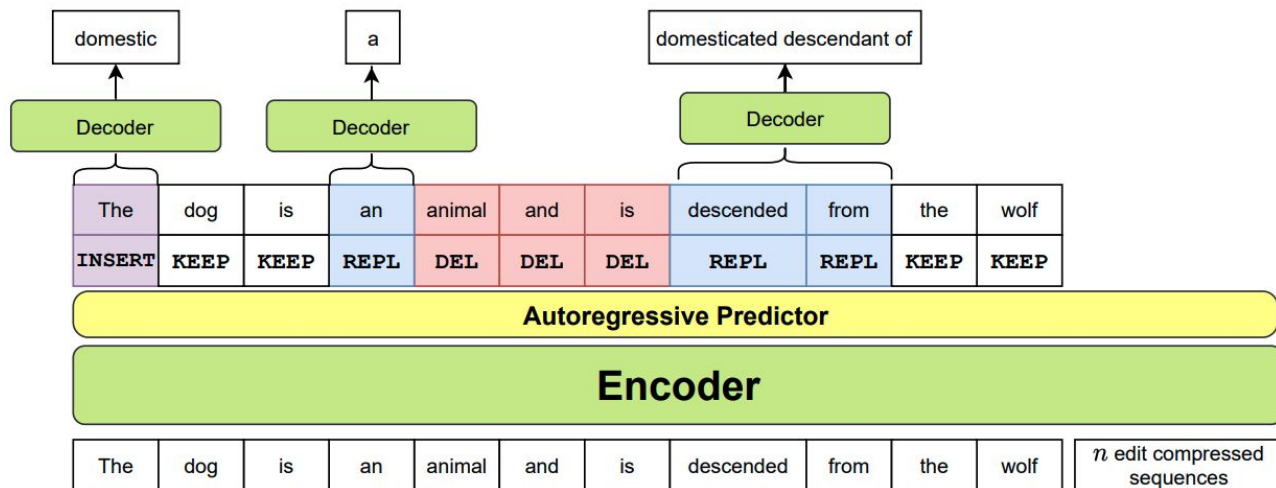 domestic
a
domesticated descendant of
Decoder
Decoder
Decoder
The dog is an animal and is descended from the wolf
INSERT KEEP KEEP REPL DEL DEL DEL REPL REPL KEEP KEEP
Autoregressive Predictor
Encoder
The dog is an animal and is descended from the wolf
n edit compressed
sequences